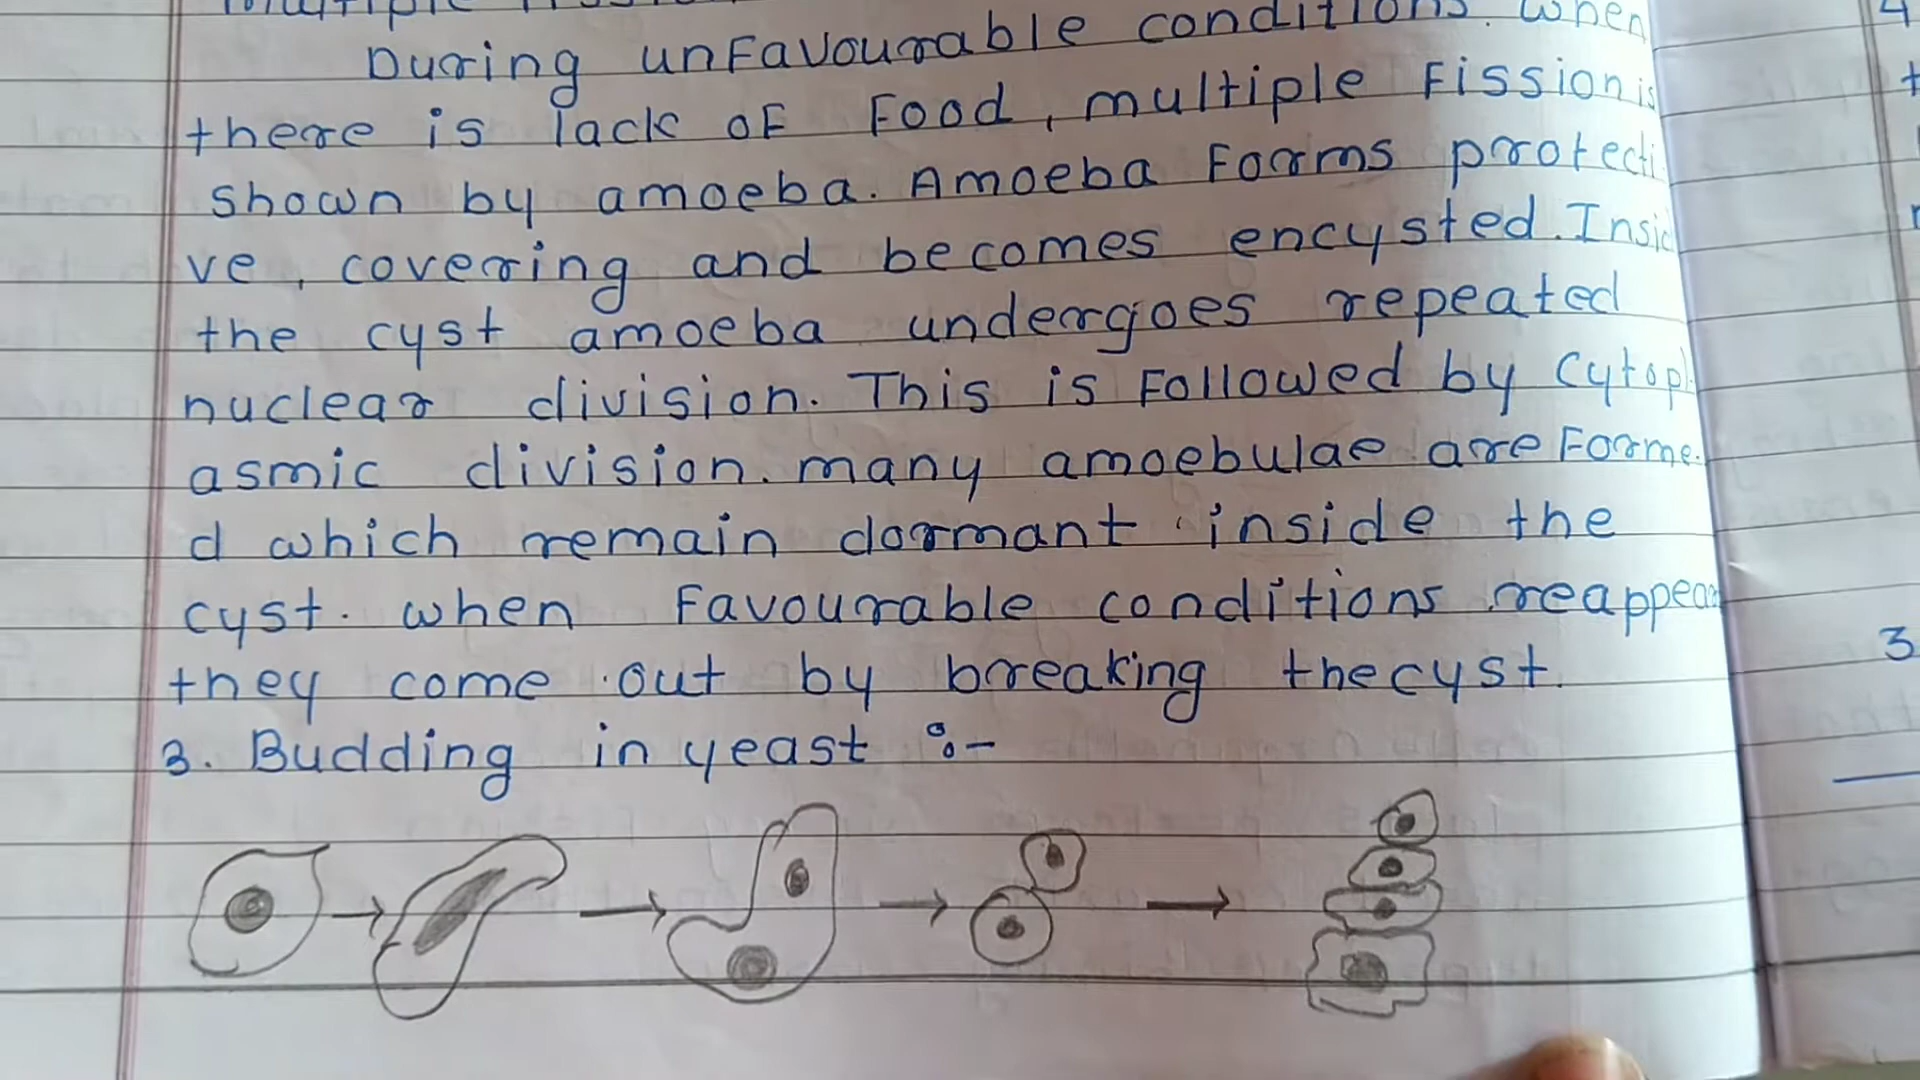 During unfavourable conditions. When
there is lack of Food, multiple Fission is
shown by amoeba. Amoeba Forms protecti
ve, covering and becomes encysted. Insid
the cyst amoeba undergoes repeated
nuclear division. This is Followed by Cytopl
asmic division. many amoebulae are Forme
d which remain dormant inside the
cyst. when Favourable conditions reappear
they come out by breaking the cyst.
3. Budding in yeast :-
3